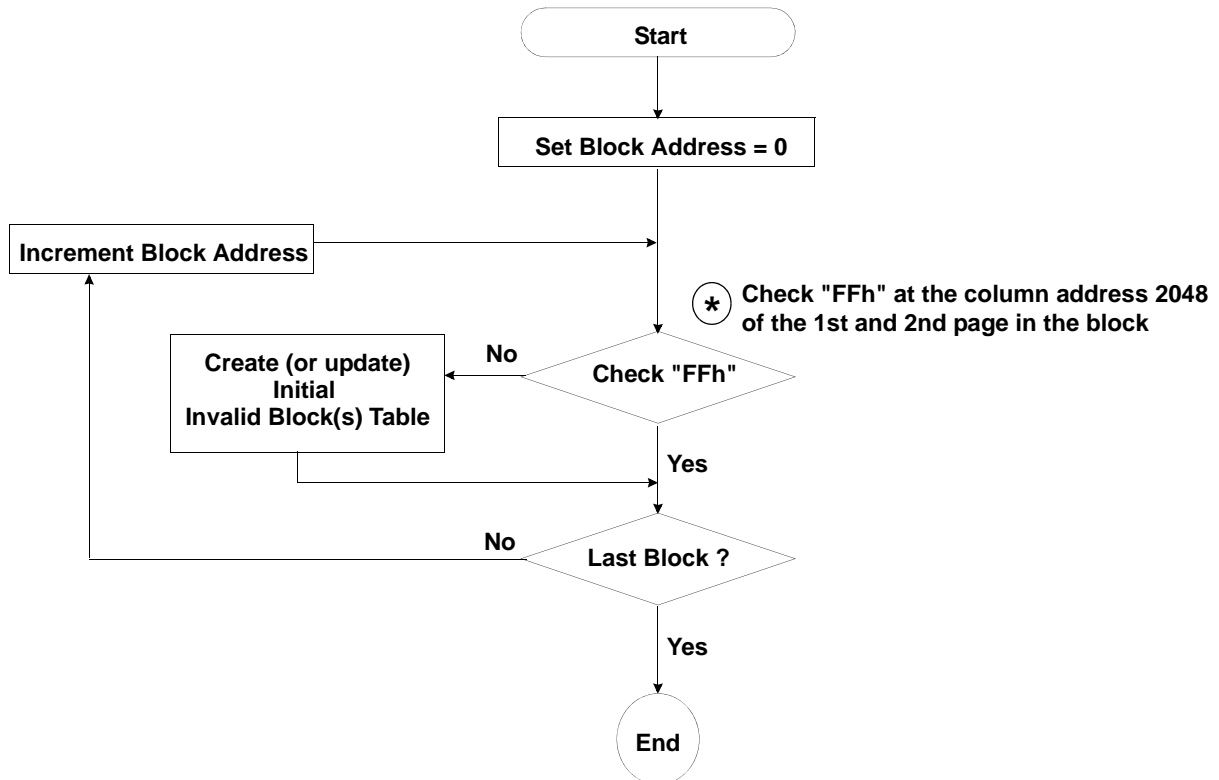 Start
Set Block Address = 0
Increment Block Address
* Check "FFh" at the column address 2048
of the 1st and 2nd page in the block
No
Create (or update)
Initial
Invalid Block(s) Table
Check "FFh"
Yes
No
Last Block ?
Yes
End